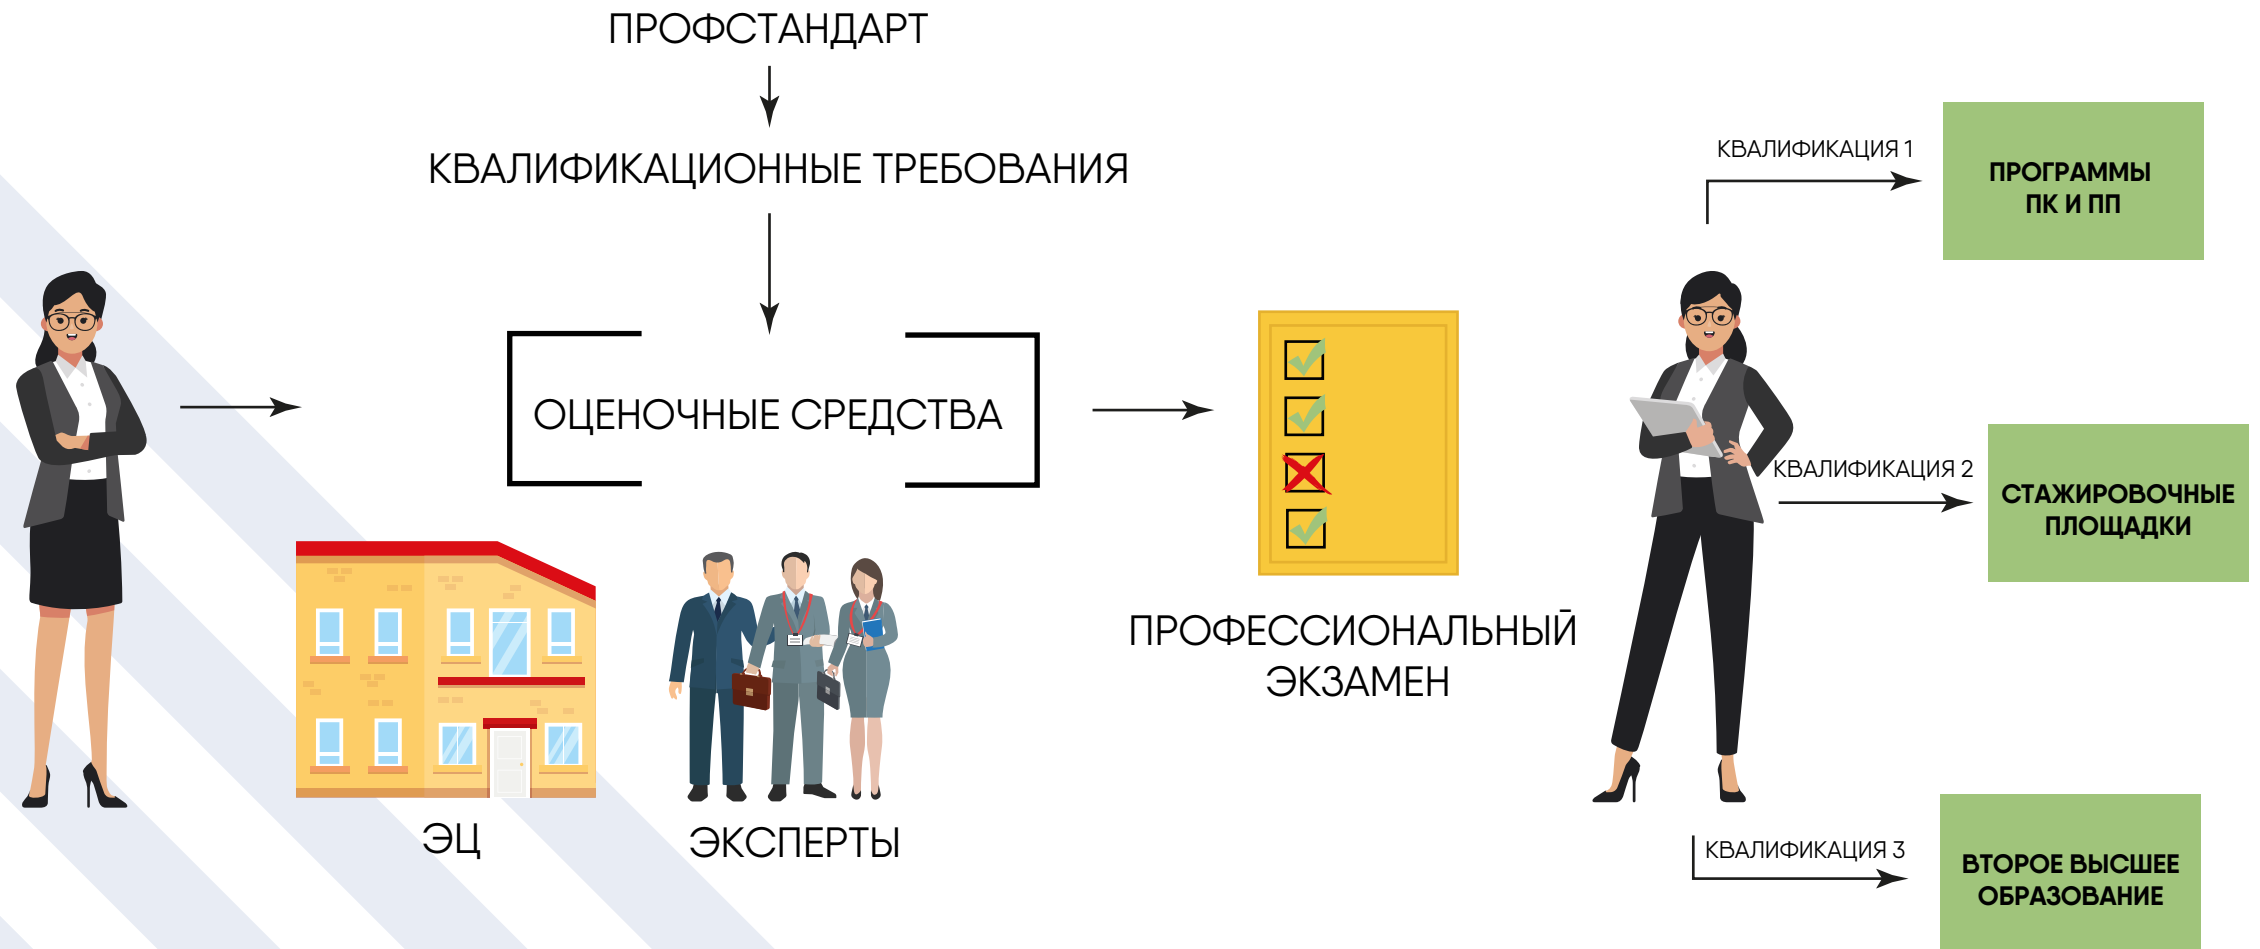 ПРОФСТАНДАРТ
КВАЛИФИКАЦИОННЫЕ ТРЕБОВАНИЯ
ОЦЕНОЧНЫЕ СРЕДСТВА
ЭЦ
ЭКСПЕРТЫ
ПРОФЕССИОНАЛЬНЫЙ
ЭКЗАМЕН
КВАЛИФИКАЦИЯ 1
ПРОГРАММЫ
ПК И ПП
КВАЛИФИКАЦИЯ 2
СТАЖИРОВОЧНЫЕ
ПЛОЩАДКИ
КВАЛИФИКАЦИЯ 3
ВТОРОЕ ВЫСШЕЕ
ОБРАЗОВАНИЕ